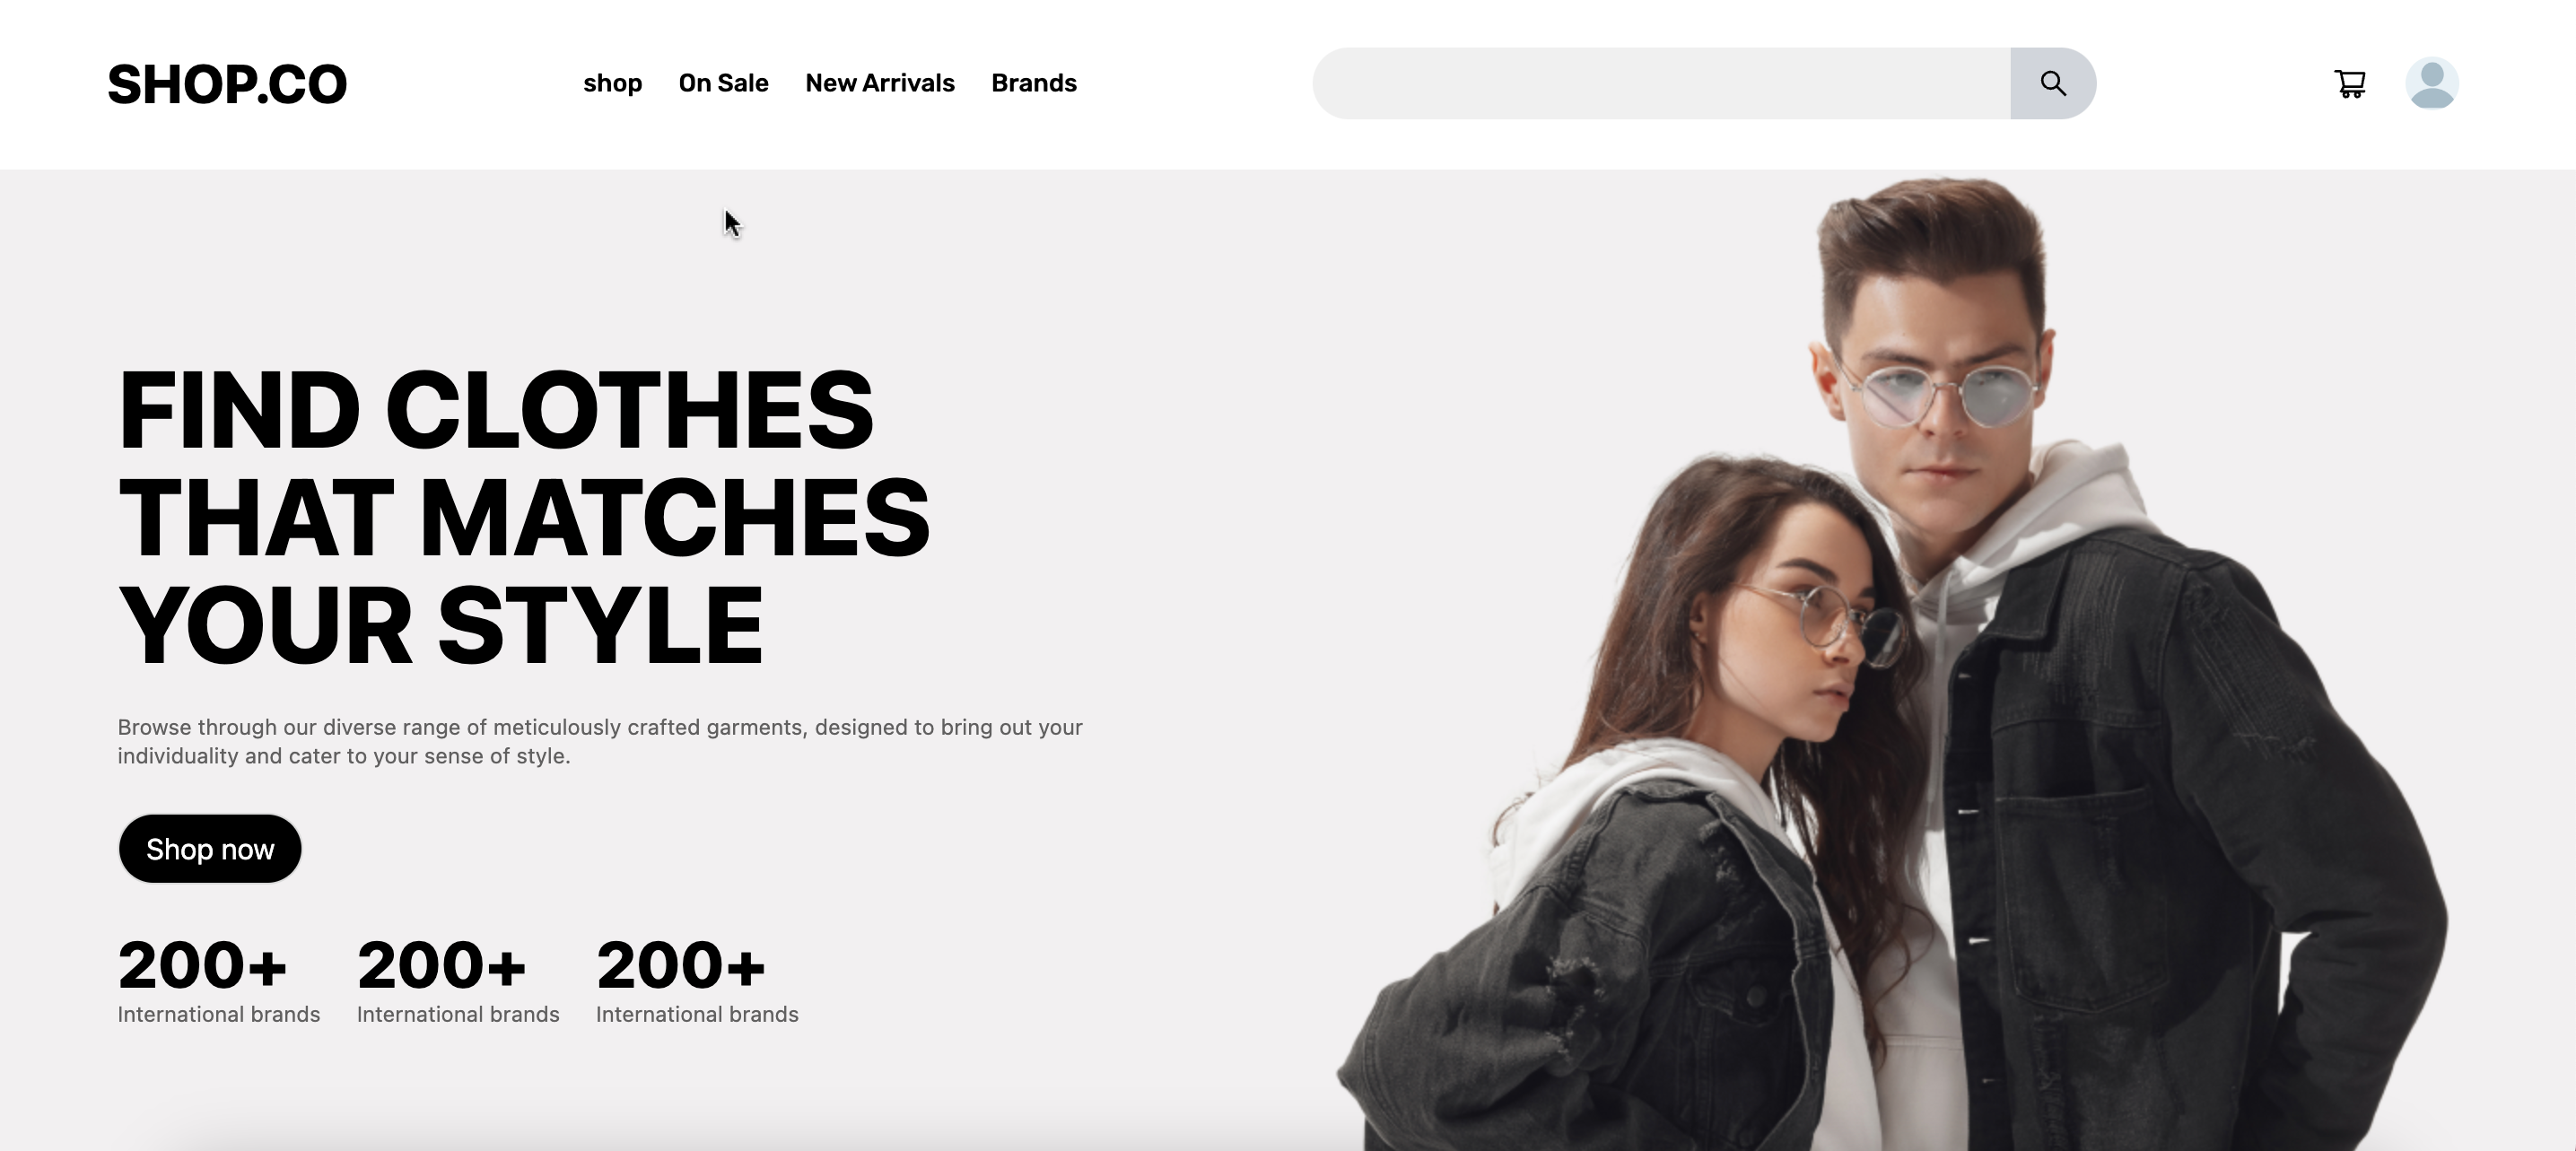 SHOP.CO
shop On Sale New Arrivals Brands
FIND CLOTHES
THAT MATCHES
YOUR STYLE
Browse through our diverse range of meticulously crafted garments, designed to bring out your
individuality and cater to your sense of style.
Shop now
200+ 200+ 200+
International brands International brands International brands